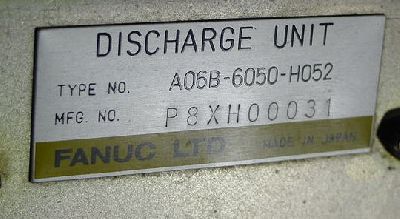 DISCHARGE UNIT
TYPE NO. A06B-6050-H052
MFG. NO. P8XH00031
FANUC LTD MADE IN JAPAN